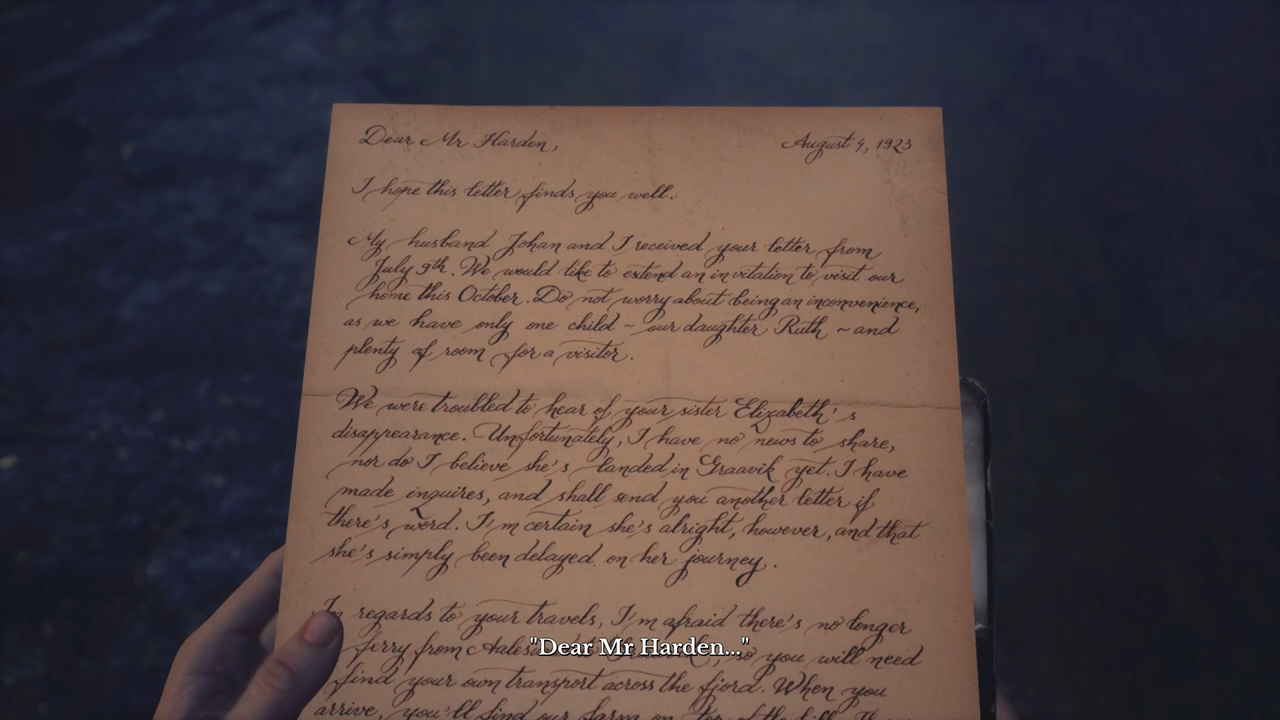 Dear Mr Harden,
August 4, 1923
I hope this letter finds you well.
My husband Johan and I received your letter from
July 9th. We would like to extend an invitation to visit our
home this October. Do not worry about being an inconvenience,
as we have only one child ~ our daughter Ruth ~ and
plenty of room for a visitor.
We were troubled to hear of your sister Elizabeth's
disappearance. Unfortunately, I have no news to share,
nor do I believe she's landed in Graavik yet. I have
made inquires, and shall send you another letter if
there's word. I'm certain she's alright, however, and that
she's simply been delayed on her journey.
In regards to your travels, I'm afraid there's no longer
ferry from so you will need
"Dear Mr Harden..."
find your own transport across the fjord. When you
arrive, you'll find our farm on top of the hill.